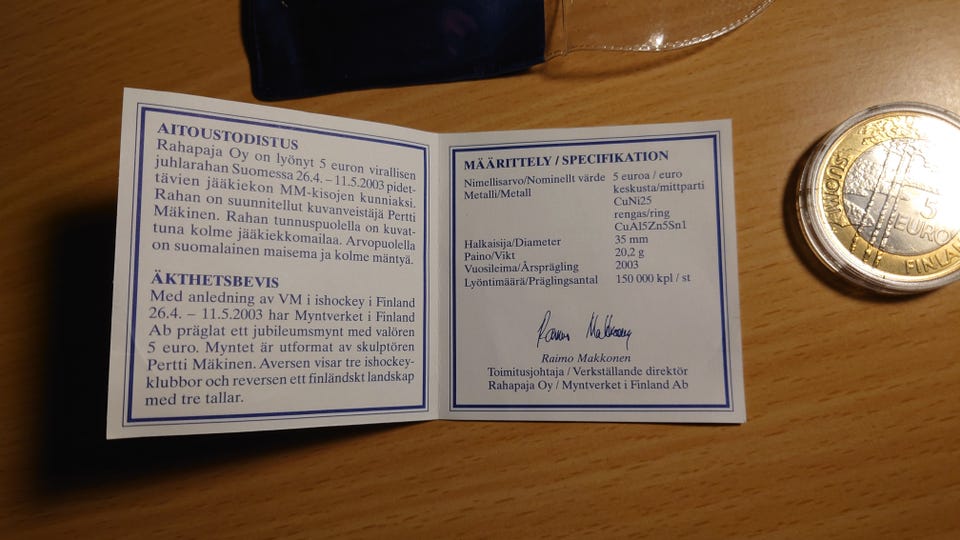 AITOUSTODISTUS
Rahapaja Oy on lyönyt 5 euron virallisen
juhlarahan Suomessa 26.4. – 11.5.2003 pidet-
tävien jääkiekon MM-kisojen kunniaksi.
Rahan on suunnitellut kuvanveistäjä Pertti
Mäkinen. Rahan tunnuspuolella on kuvat-
tuna kolme jääkiekkomailaa. Arvopuolella
on suomalainen maisema ja kolme mäntyä.
ÄKTHETSBEVIS
Med anledning av VM i ishockey i Finland
26.4. – 11.5.2003 har Myntverket i Finland
Ab präglat ett jubileumsmynt med valören
5 euro. Myntet är utformat av skulptören
Pertti Mäkinen. Aversen visar tre ishockey-
klubbor och reversen ett finländskt landskap
med tre tallar.
MÄÄRITTELY / SPECIFIKATION
Nimellisarvo/Nominellt värde 5 euroa / euro
Metalli/Metall keskusta/mittparti
CuNi25
rengas/ring
CuAl5Zn5Sn1
Halkaisija/Diameter 35 mm
Paino/Vikt 20,2 g
Vuosileima/Årsprägling 2003
Lyöntimäärä/Präglingsantal 150 000 kpl / st
Raimo Makkonen
Raimo Makkonen
Toimitusjohtaja / Verkställande direktör
Rahapaja Oy / Myntverket i Finland Ab
SUOMI
5
EURO
FINLAND